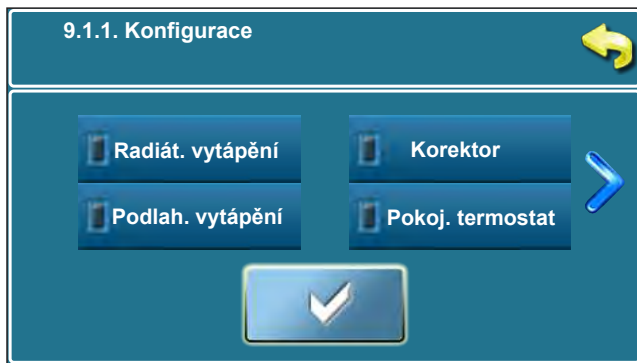 9.1.1. Konfigurace
Radiát. vytápění
Korektor
Podlah. vytápění
Pokoj. termostat